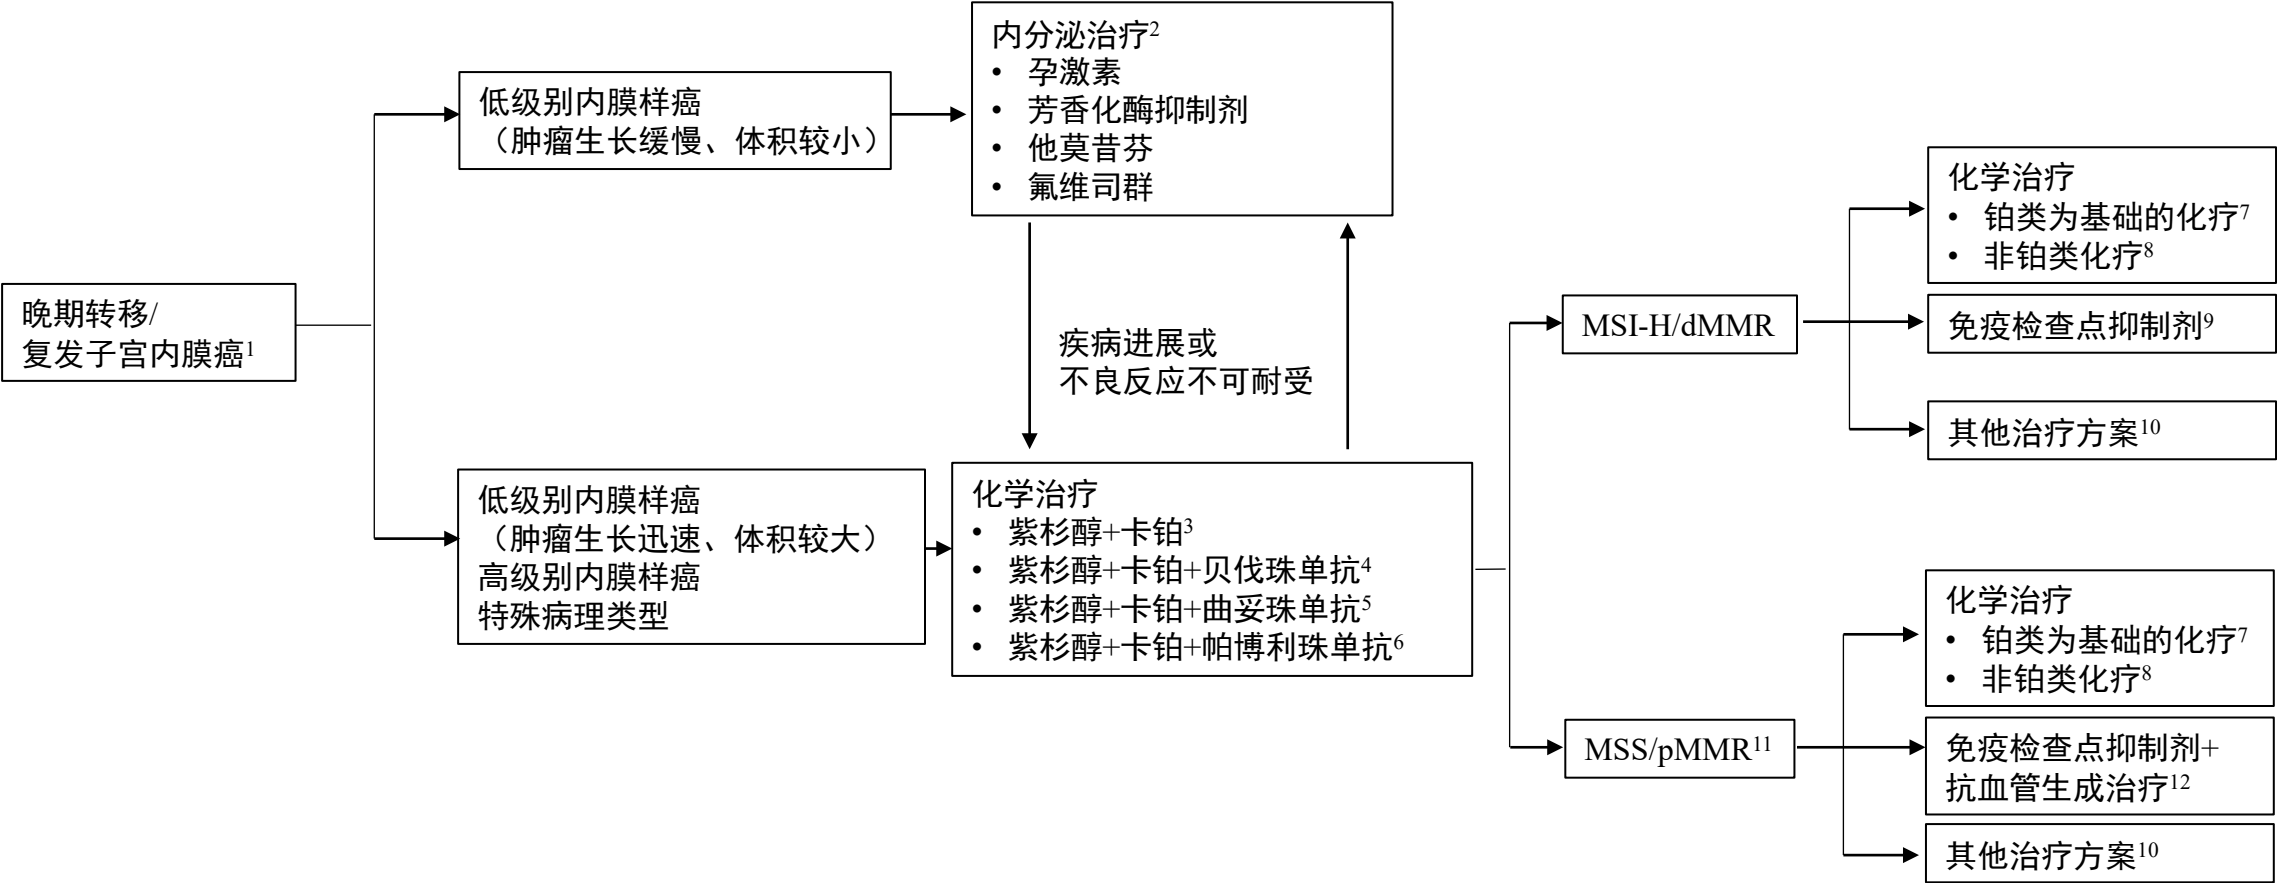 晚期转移/
复发子宫内膜癌1
低级别内膜样癌
（肿瘤生长缓慢、体积较小）
内分泌治疗2
• 孕激素
• 芳香化酶抑制剂
• 他莫昔芬
• 氟维司群
疾病进展或
不良反应不可耐受
低级别内膜样癌
（肿瘤生长迅速、体积较大）
高级别内膜样癌
特殊病理类型
化学治疗
• 紫杉醇+卡铂3
• 紫杉醇+卡铂+贝伐珠单抗4
• 紫杉醇+卡铂+曲妥珠单抗5
• 紫杉醇+卡铂+帕博利珠单抗6
MSI-H/dMMR
化学治疗
• 铂类为基础的化疗7
• 非铂类化疗8
免疫检查点抑制剂9
其他治疗方案10
MSS/pMMR11
化学治疗
• 铂类为基础的化疗7
• 非铂类化疗8
免疫检查点抑制剂+
抗血管生成治疗12
其他治疗方案10